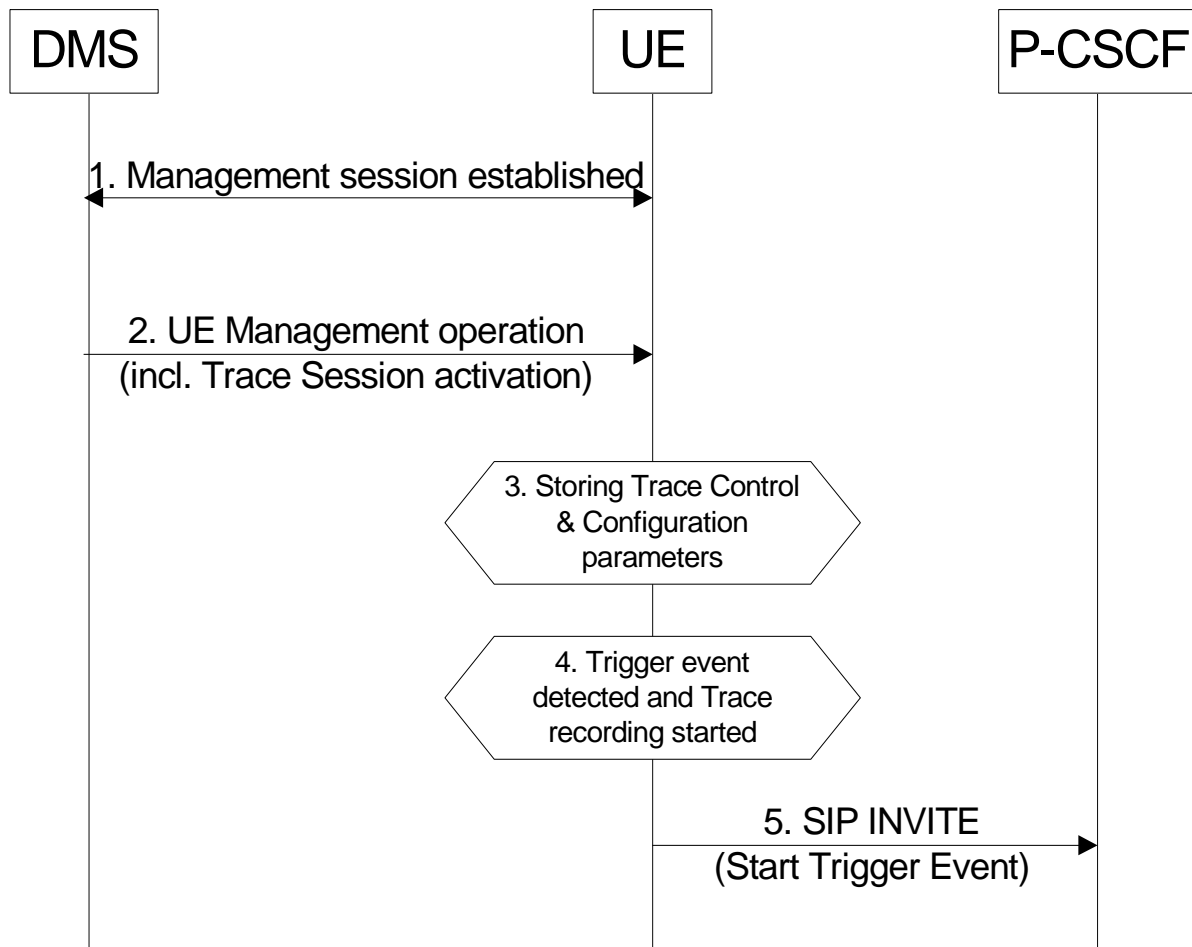 DMS
UE
P-CSCF
1. Management session established
2. UE Management operation
(incl. Trace Session activation)
3. Storing Trace Control
& Configuration
parameters
4. Trigger event
detected and Trace
recording started
5. SIP INVITE
(Start Trigger Event)